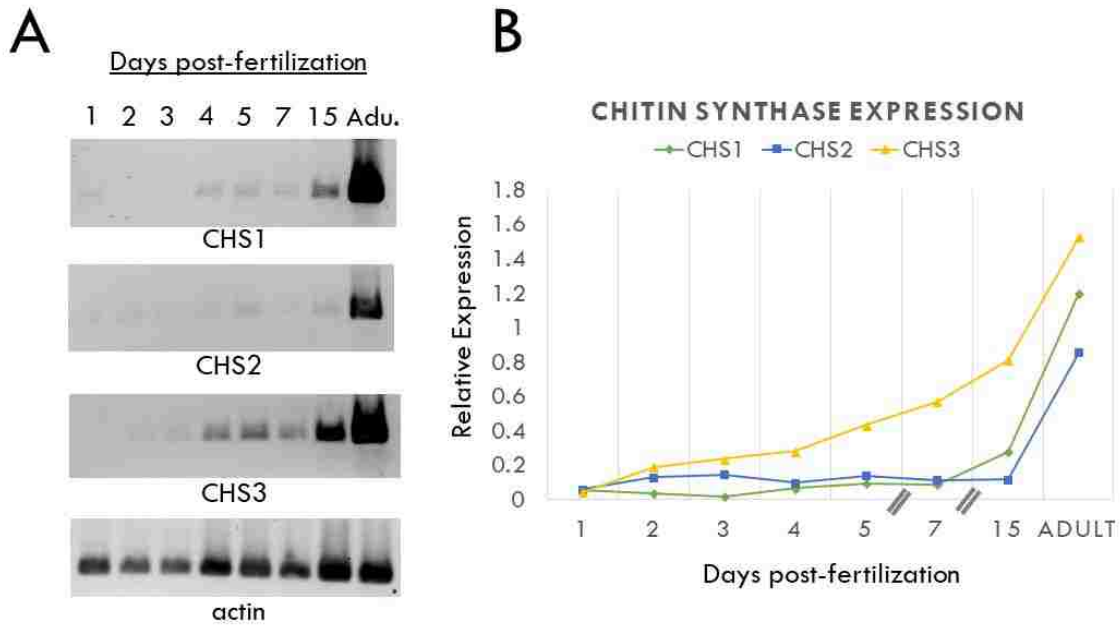 A
Days post-fertilization
1 2 3 4 5 7 15 Adu.
CHS1
CHS2
CHS3
actin
B
CHITIN SYNTHASE EXPRESSION
CHS1 CHS2 CHS3
Relative Expression
1.8
1.6
1.4
1.2
1
0.8
0.6
0.4
0.2
0
1 2 3 4 5 7 15 ADULT
Days post-fertilization